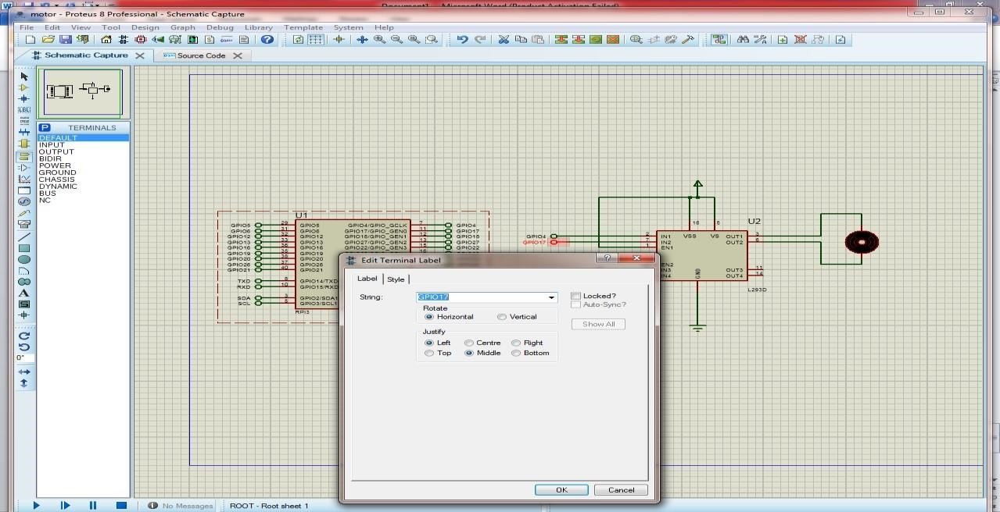 Document1 - Microsoft Word (Product Activation Failed)
motor - Proteus 8 Professional - Schematic Capture
File Edit View Tool Design Graph Debug Library Template System Help
Schematic Capture Source Code
LBL
P TERMINALS
DEFAULT
INPUT
OUTPUT
BIDIR
POWER
GROUND
CHASSIS
DYNAMIC
BUS
NC
A
0°
U1
GPIO5 29 GPIO5 GPIO4/GPIO_GCLK 7 GPIO4
GPIO6 31 GPIO6 GPIO17/GPIO_GEN0 11 GPIO17
GPIO12 32 GPIO12 GPIO18/GPIO_GEN1 12 GPIO18
GPIO13 33 GPIO13 GPIO27/GPIO_GEN2 13 GPIO27
GPIO16 36 GPIO16 GPIO22/GPIO_GEN3 15 GPIO22
GPIO19 35 GPIO19
GPIO20 38 GPIO20
GPIO26 37 GPIO26
GPIO21 40 GPIO21
TXD 8 GPIO14/TXD
RXD 10 GPIO15/RXD
SDA 3 GPIO2/SDA1
SCL 5 GPIO3/SCL1
RPI3
GPIO4
GPIO17
U2
16 8
2 IN1 VSS VS OUT1 3
7 IN2 OUT2 6
1 EN1
EN2
IN3 OUT3 11
IN4 GND OUT4 14
L293D
Edit Terminal Label
Label Style
String: GPIO17
Locked?
Auto-Sync?
Show All
Rotate
Horizontal Vertical
Justify
Left Centre Right
Top Middle Bottom
OK Cancel
No Messages ROOT - Root sheet 1